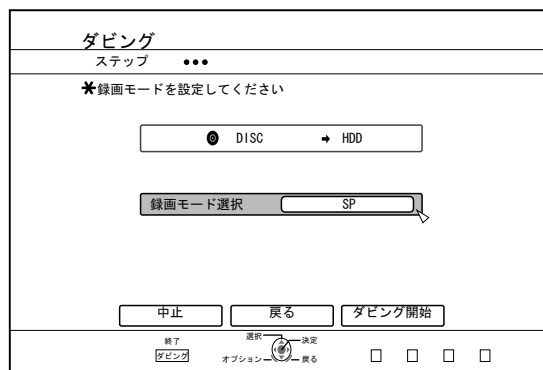 ダビング
ステップ •••
*録画モードを設定してください
DISC → HDD
録画モード選択 SP
中止 戻る ダビング開始
終了 選択 決定
ダビング オプション 戻る